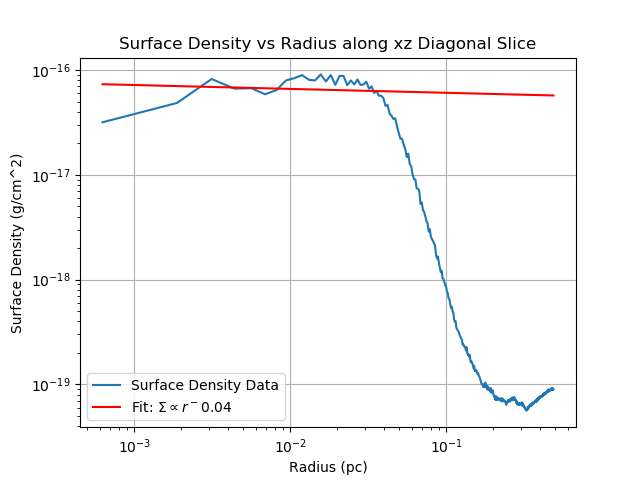 Surface Density vs Radius along xz Diagonal Slice
Surface Density (g/cm^2)
10⁻¹⁶
10⁻¹⁷
10⁻¹⁸
10⁻¹⁹
Surface Density Data
Fit: Σ ∝ r⁻0.04
10⁻³
10⁻²
10⁻¹
Radius (pc)